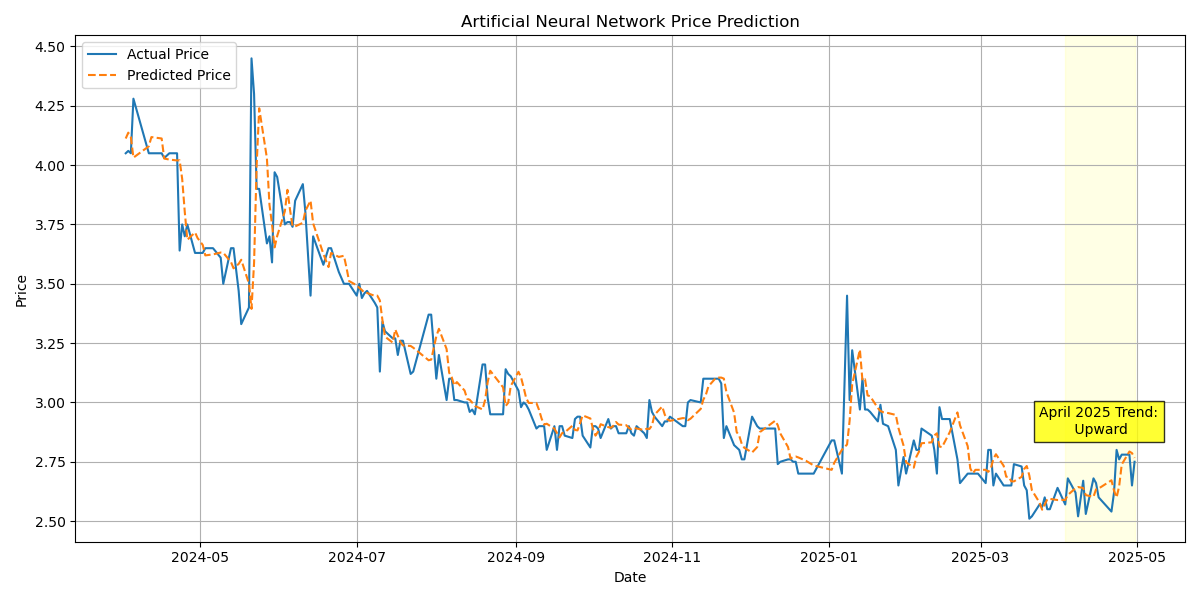 Artificial Neural Network Price Prediction
Actual Price
Predicted Price
4.50
4.25
4.00
3.75
3.50
3.25
3.00
2.75
2.50
Price
April 2025 Trend:
Upward
2024-05
2024-07
2024-09
2024-11
2025-01
2025-03
2025-05
Date